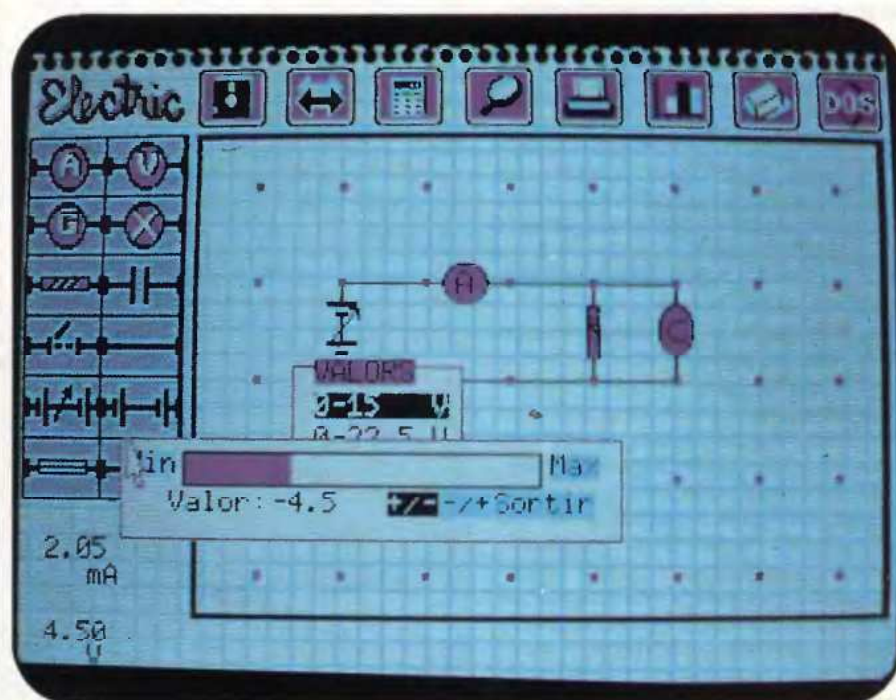 Electric
DOS
A V
G X
A
C
VALORS
0-15 V
0-22.5 V
Min Max
Valor:-4.5 +/- -/+ Sortir
2.05
mA
4.50
V